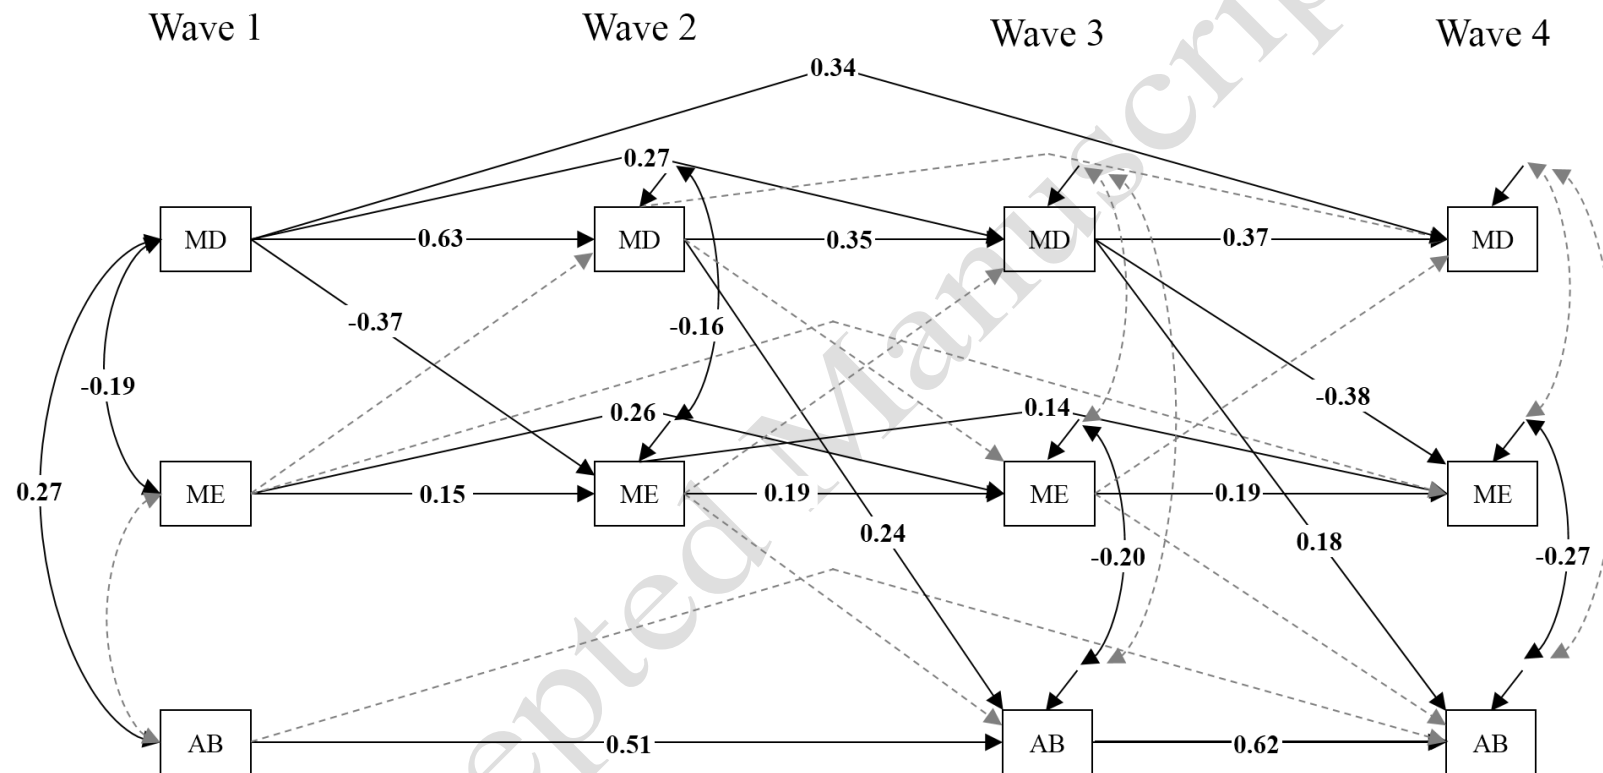 Wave 1 Wave 2 Wave 3 Wave 4
0.34
0.27
MD 0.63 MD 0.35 MD 0.37 MD
-0.37 -0.16
-0.19 -0.38
0.26 0.14
0.27 ME 0.15 ME 0.19 ME 0.19 ME
0.24 0.18 -0.20 -0.27
AB 0.51 AB 0.62 AB
epted Manuscrip